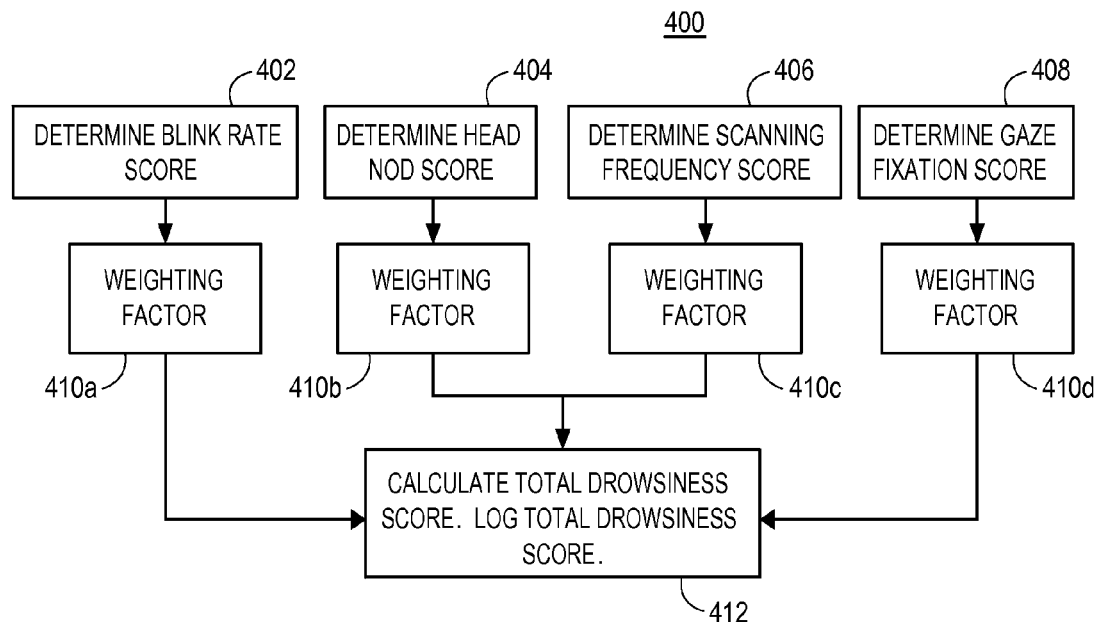 400
402
404
406
408
DETERMINE BLINK RATE
SCORE
DETERMINE HEAD
NOD SCORE
DETERMINE SCANNING
FREQUENCY SCORE
DETERMINE GAZE
FIXATION SCORE
WEIGHTING
FACTOR
WEIGHTING
FACTOR
WEIGHTING
FACTOR
WEIGHTING
FACTOR
410a
410b
410c
410d
CALCULATE TOTAL DROWSINESS
SCORE. LOG TOTAL DROWSINESS
SCORE.
412